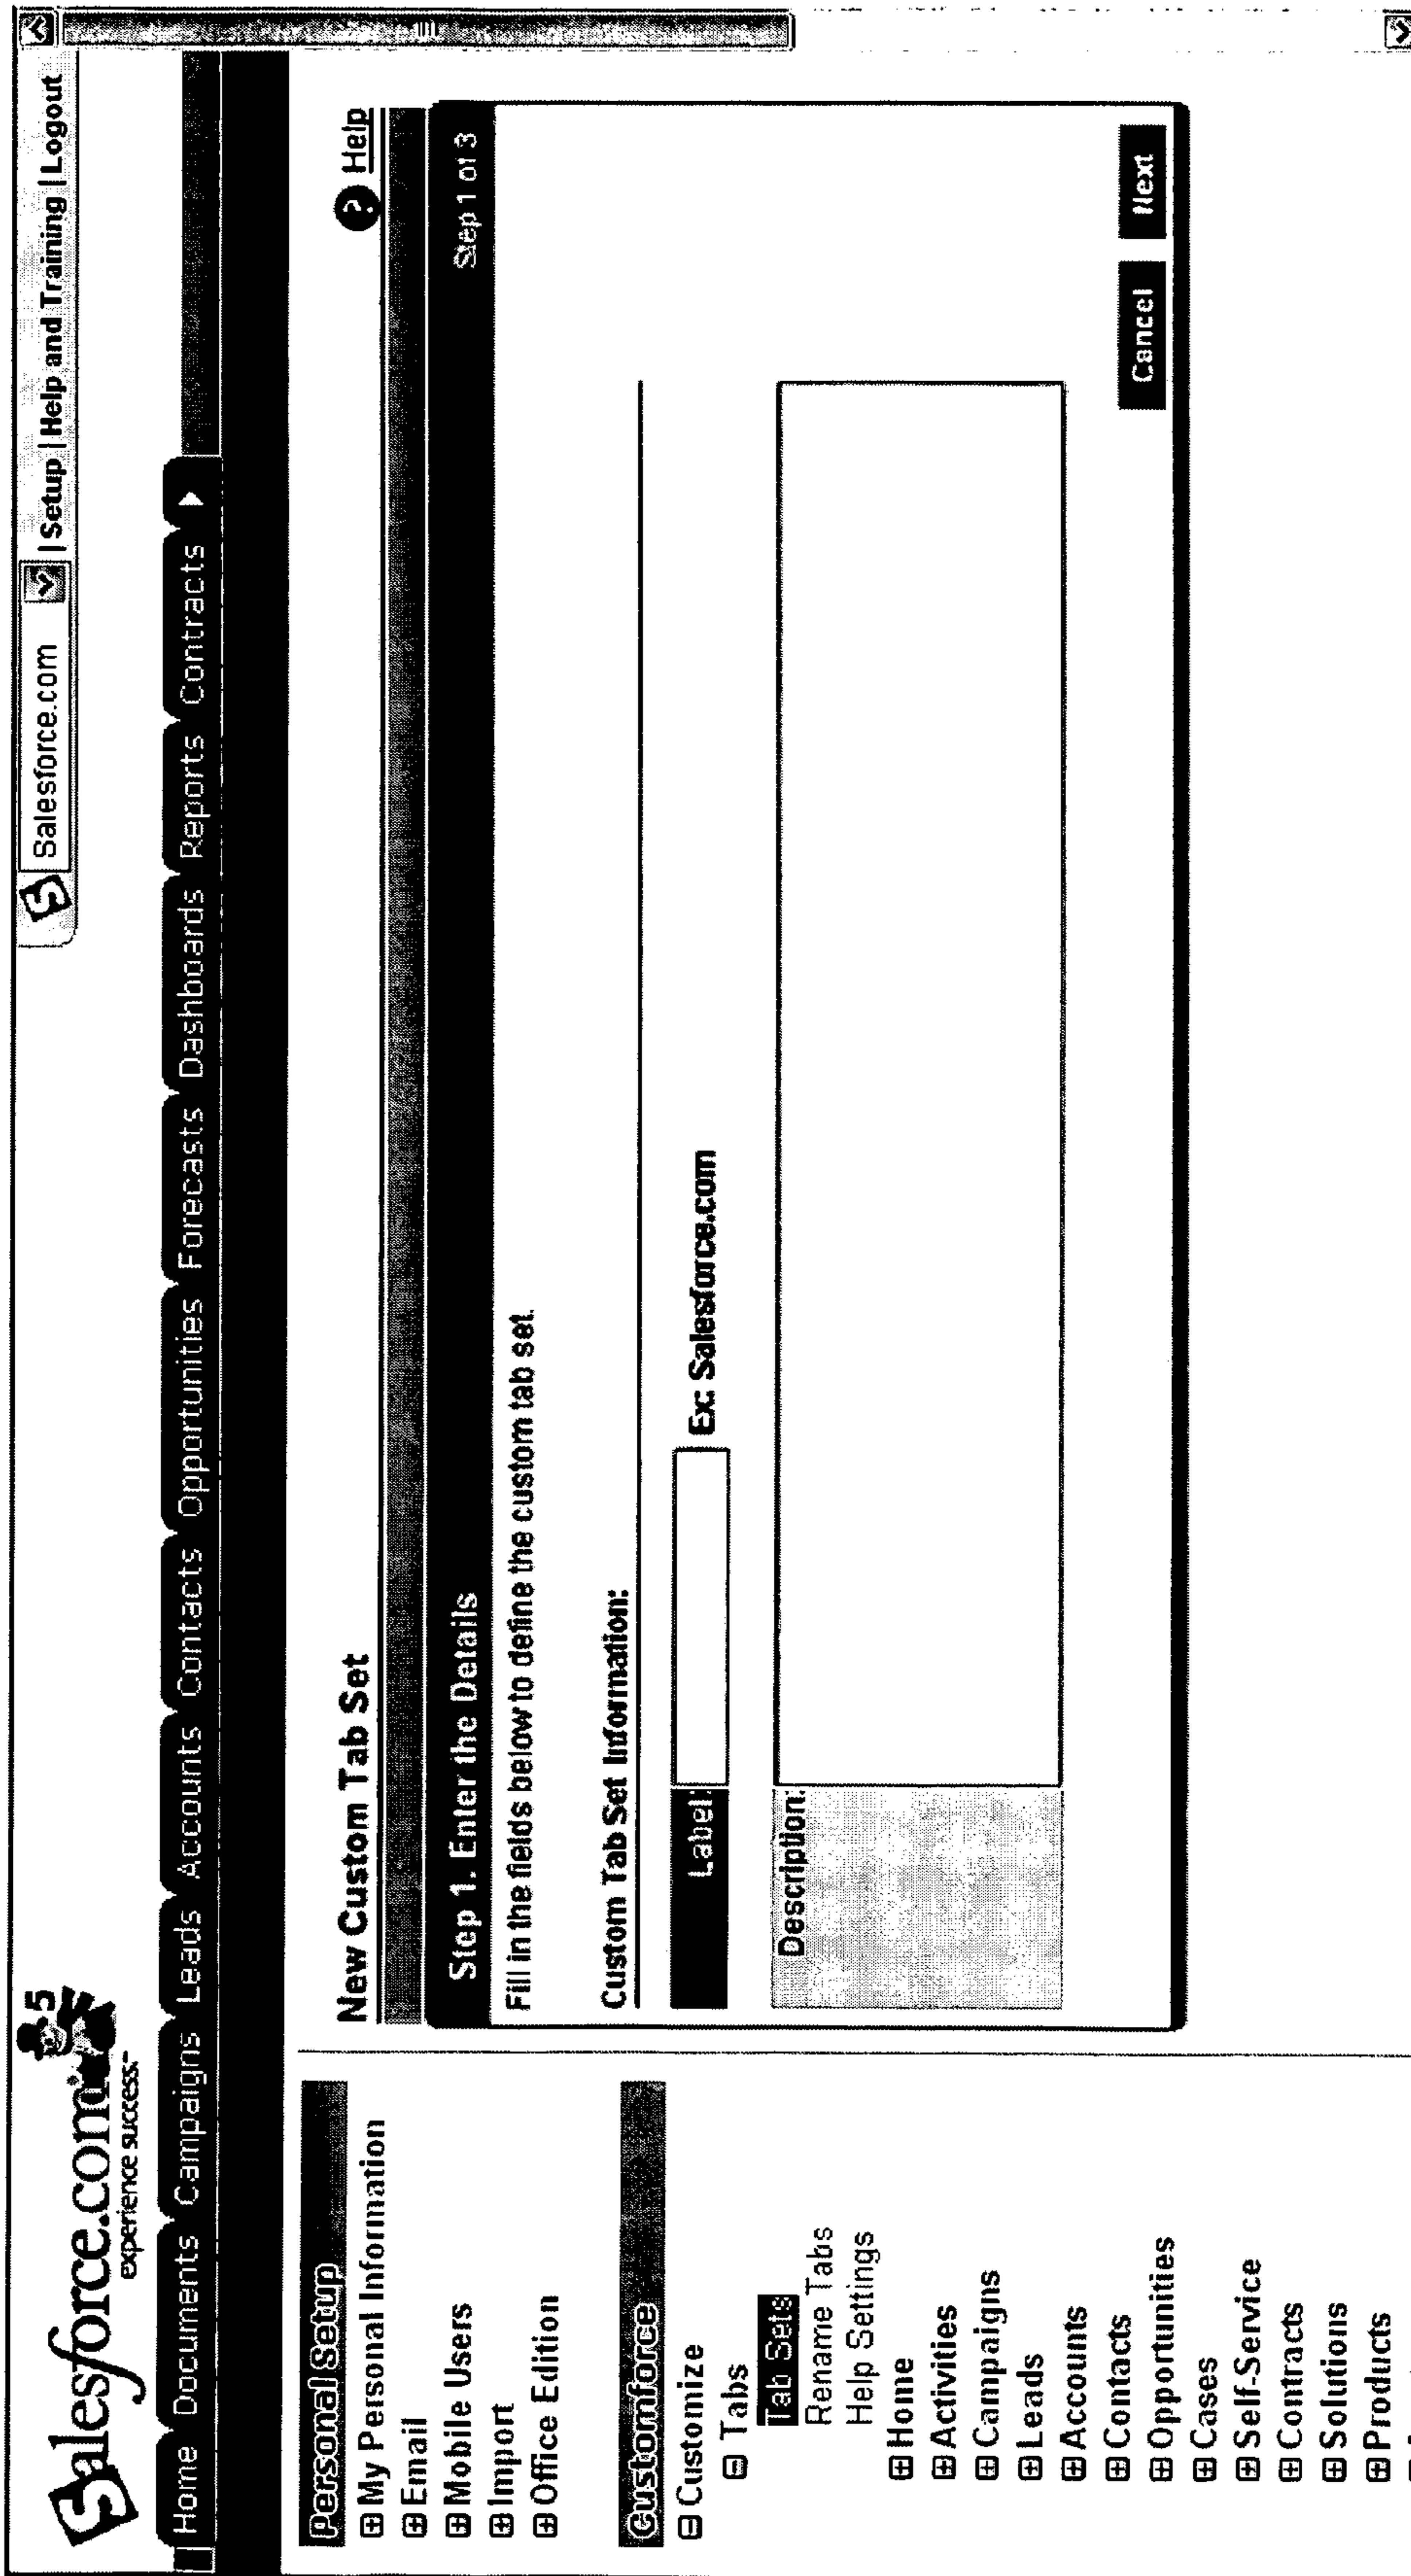 salesforce.com 5
experience success.™
Salesforce.com | Setup | Help and Training | Logout
Home Documents Campaigns Leads Accounts Contacts Opportunities Forecasts Dashboards Reports Contracts
Personal Setup
My Personal Information
Email
Mobile Users
Import
Office Edition
Customforce
Customize
Tabs
Tab Sets
Rename Tabs
Help Settings
Home
Activities
Campaigns
Leads
Accounts
Contacts
Opportunities
Cases
Self-Service
Contracts
Solutions
Products
New Custom Tab Set
? Help
Step 1. Enter the Details
Step 1 of 3
Fill in the fields below to define the custom tab set.
Custom Tab Set Information:
Label
Ex: Salesforce.com
Description:
Cancel Next